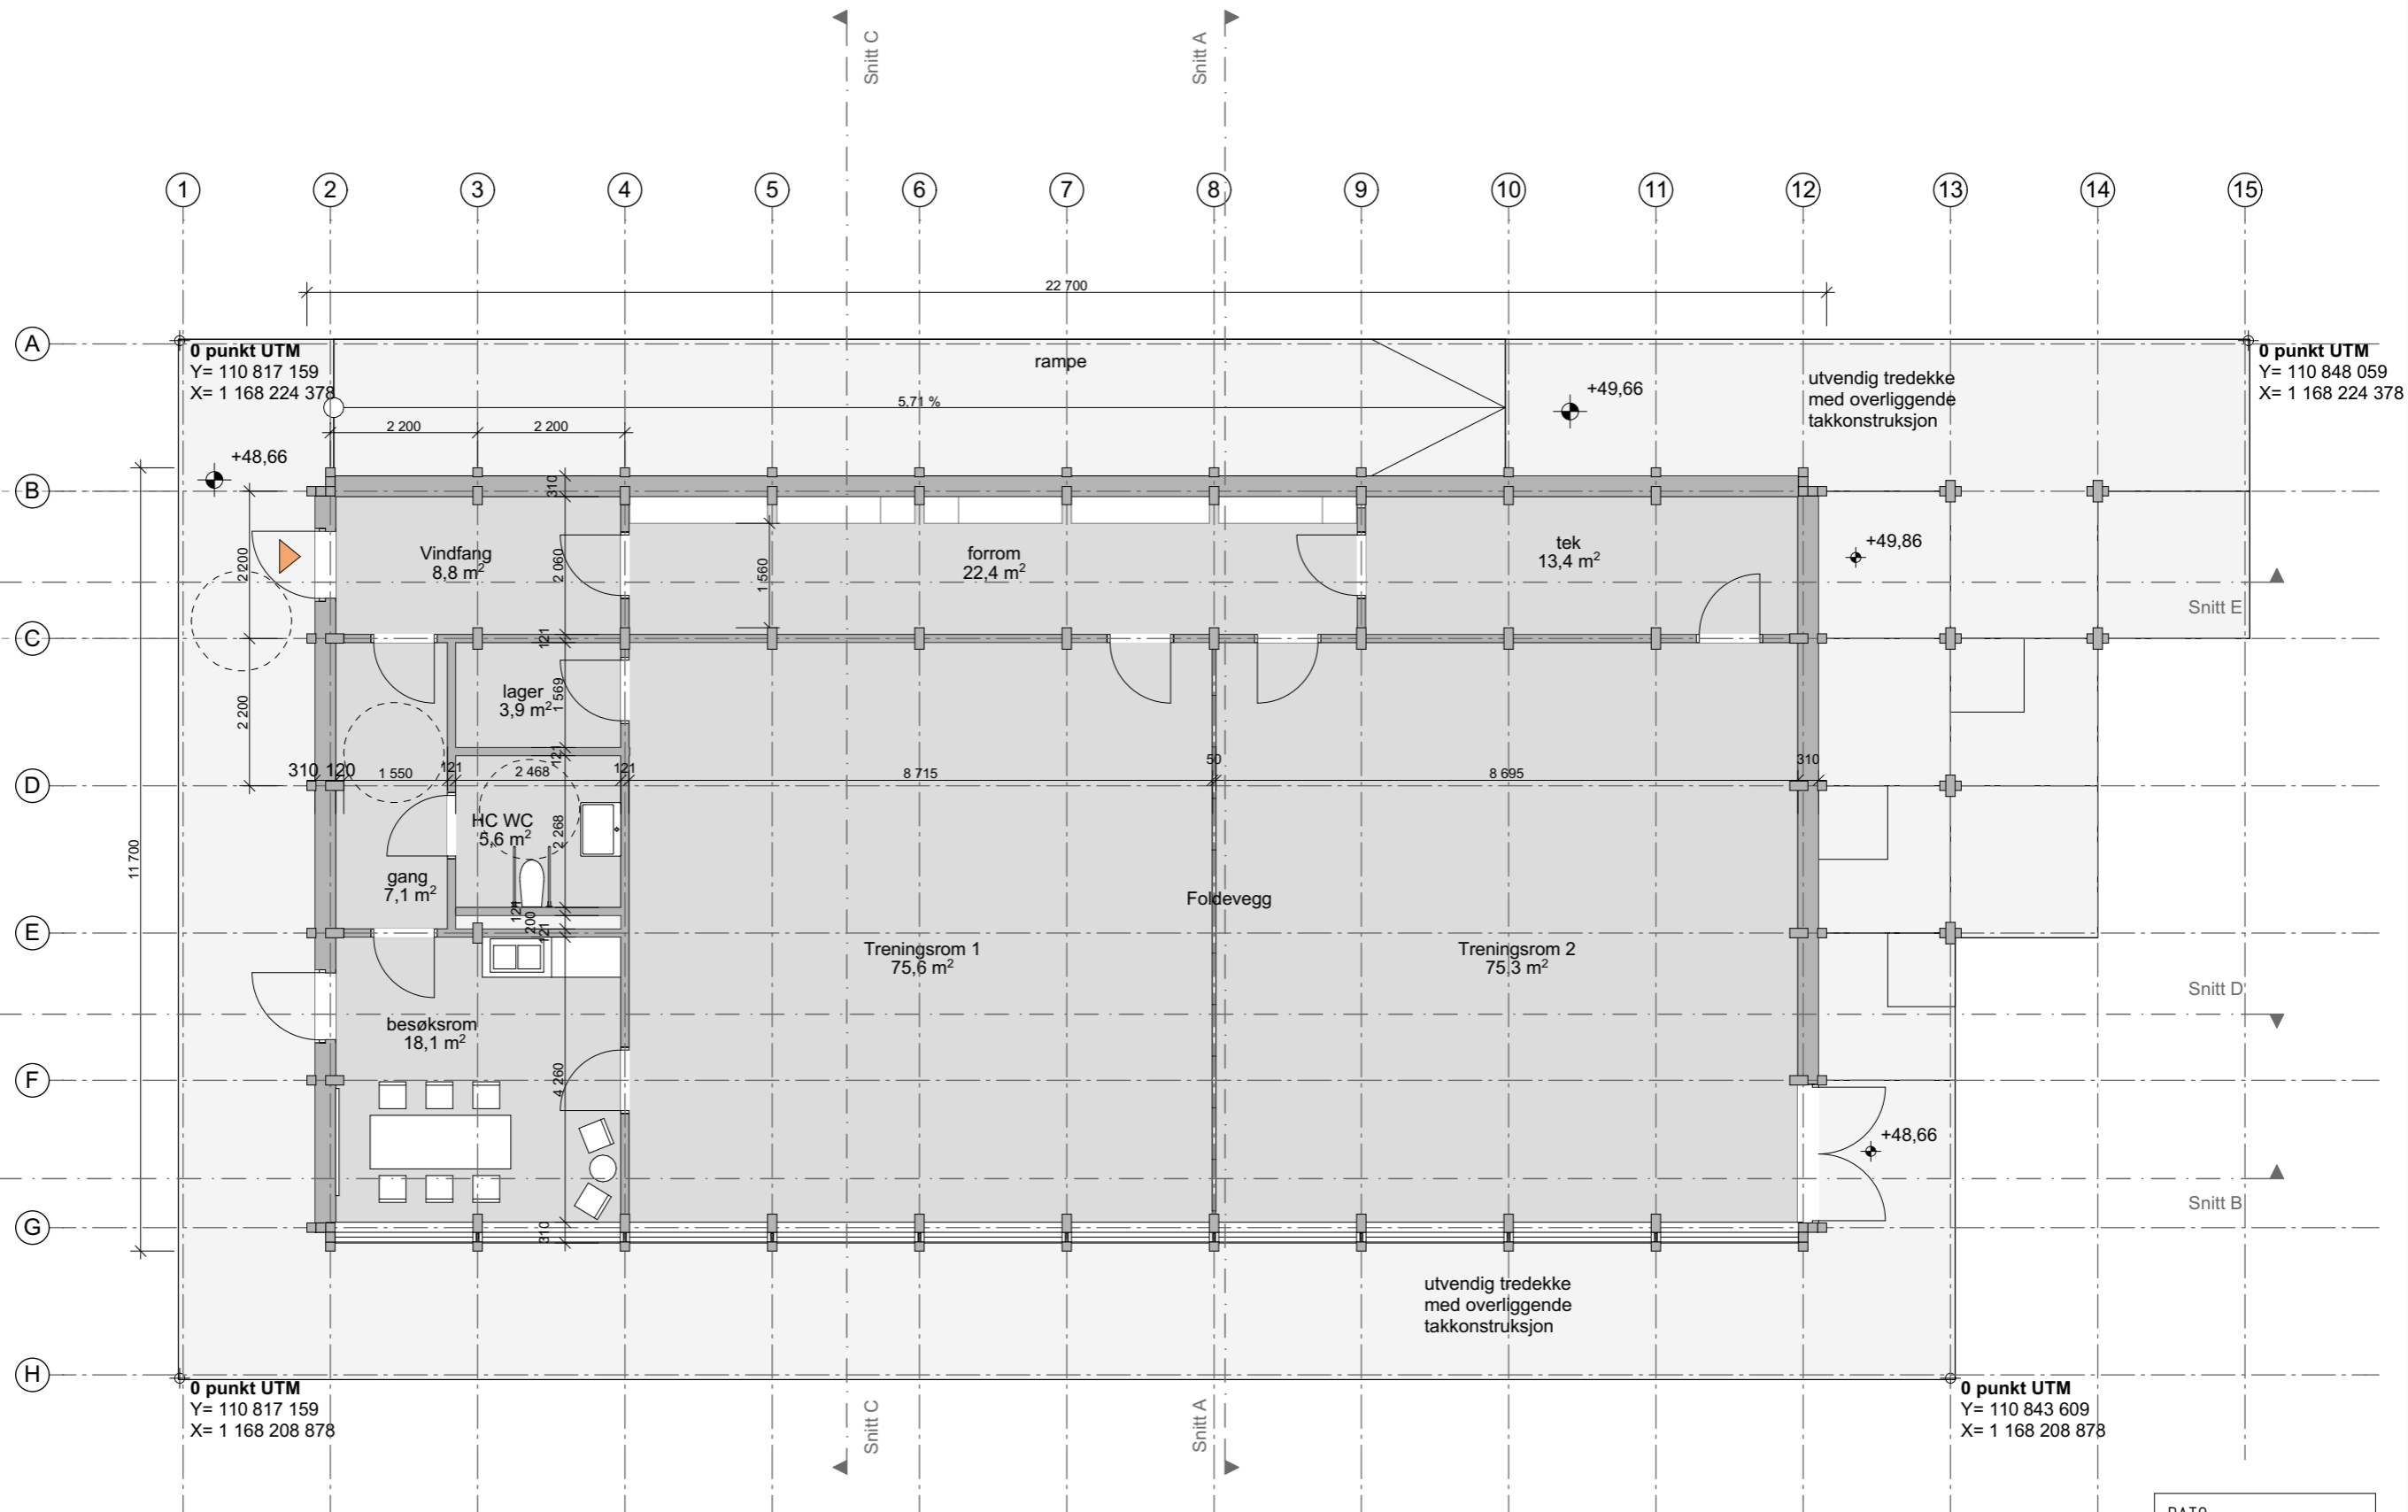 Snitt C
Snitt A
1
2
3
4
5
6
7
8
9
10
11
12
13
14
15
22 700
A
0 punkt UTM
Y= 110 817 159
X= 1 168 224 378
rampe
0 punkt UTM
Y= 110 848 059
X= 1 168 224 378
utvendig tredekke
med overliggende
takkonstruksjon
+49,66
5,71 %
2 200
2 200
+48,66
310
B
2 200
Vindfang
8,8 m²
2 060
1 560
forrom
22,4 m²
tek
13,4 m²
+49,86
Snitt E
C
121
2 200
lager
3,9 m²
1 569
121
310
120
1 550
121
2 468
121
8 715
50
8 695
310
D
HC WC
5,6 m²
2 268
11 700
gang
7,1 m²
Foldevegg
121
200
121
E
Treningsrom 1
75,6 m²
Treningsrom 2
75,3 m²
Snitt D
besøksrom
18,1 m²
F
4 260
+48,66
Snitt B
G
310
utvendig tredekke
med overliggende
takkonstruksjon
H
0 punkt UTM
Y= 110 817 159
X= 1 168 208 878
Snitt C
Snitt A
0 punkt UTM
Y= 110 843 609
X= 1 168 208 878